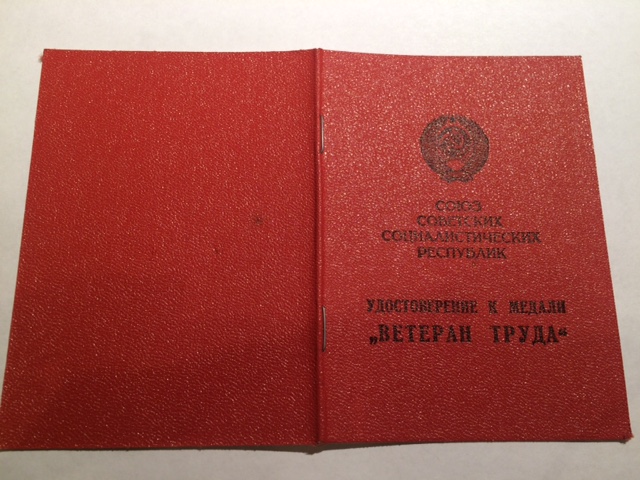 СОЮЗ
СОВЕТСКИХ
СОЦИАЛИСТИЧЕСКИХ
РЕСПУБЛИК
УДОСТОВЕРЕНИЕ К МЕДАЛИ
„ВЕТЕРАН ТРУДА“